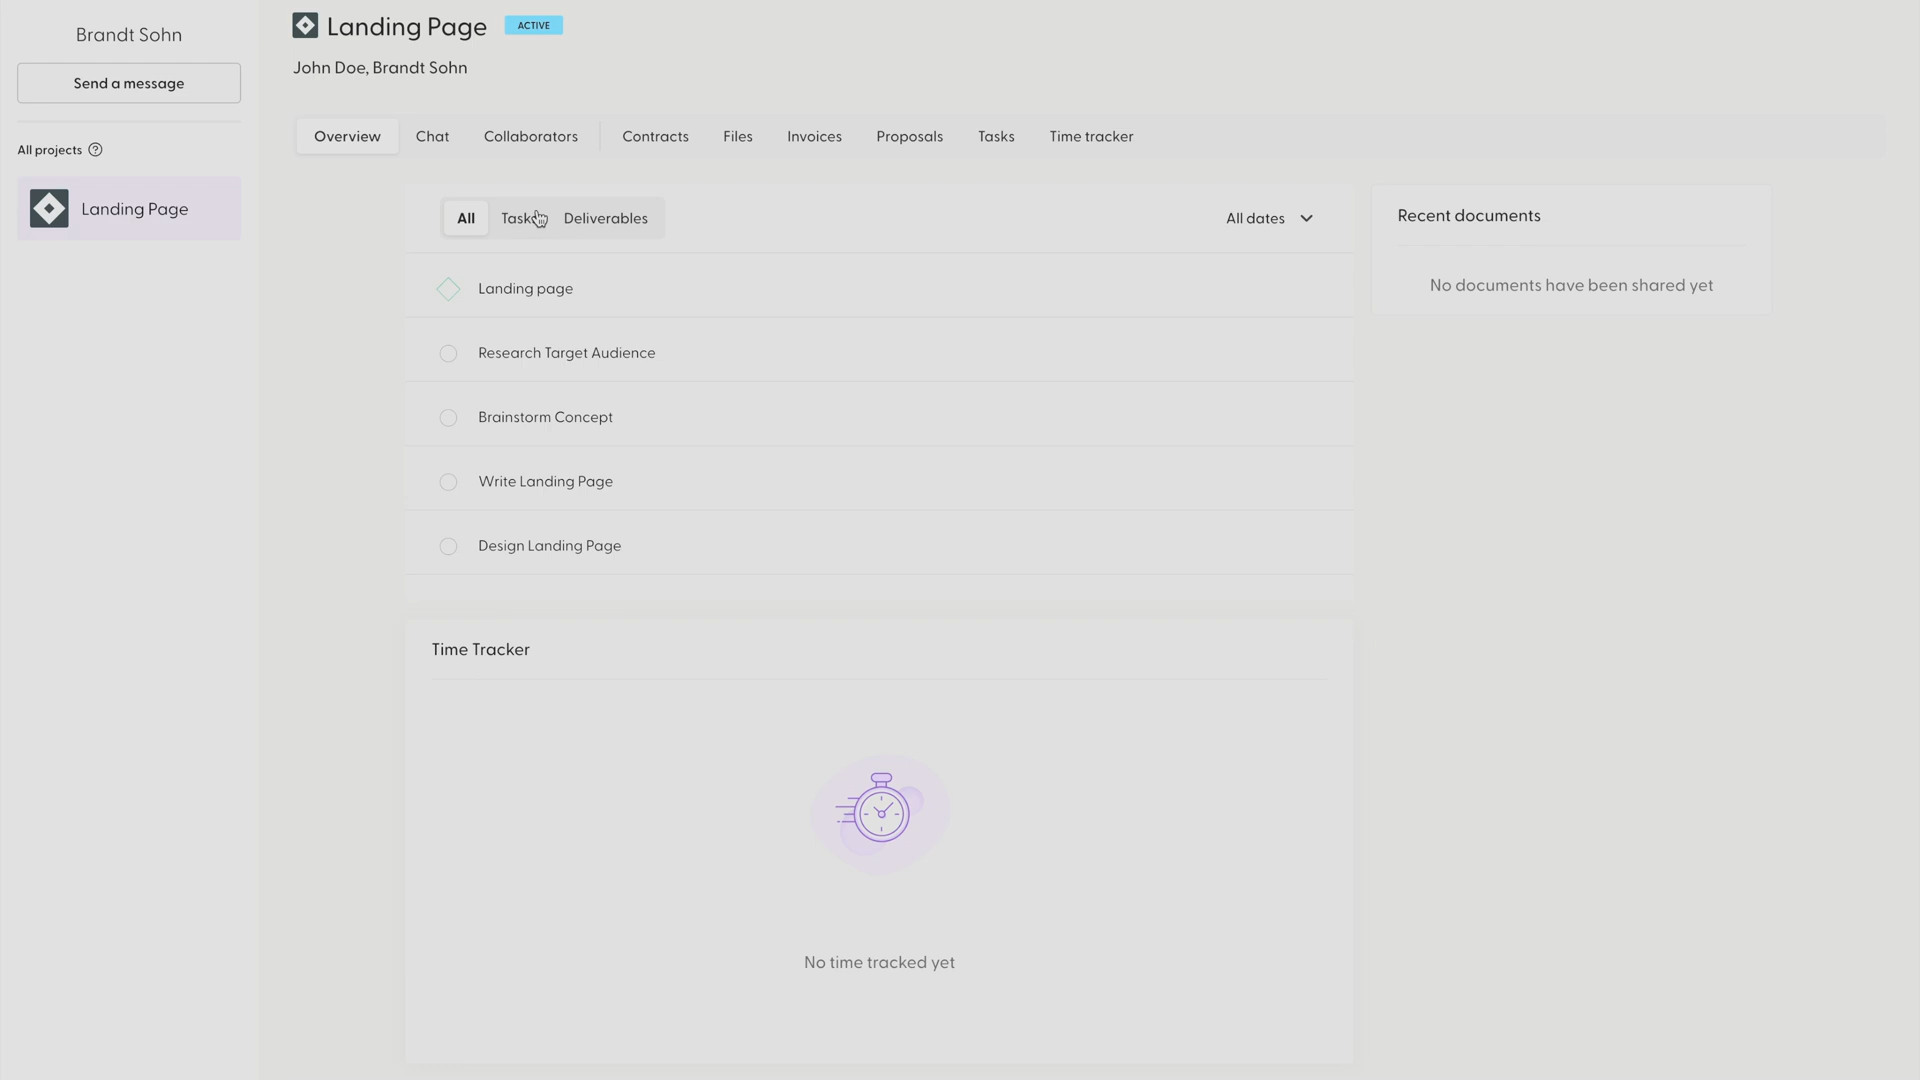 Brandt Sohn
Send a message
All projects
Landing Page
Landing Page
ACTIVE
John Doe, Brandt Sohn
Overview
Chat
Collaborators
Contracts
Files
Invoices
Proposals
Tasks
Time tracker
All
Tasks
Deliverables
All dates
Landing page
Research Target Audience
Brainstorm Concept
Write Landing Page
Design Landing Page
Time Tracker
No time tracked yet
Recent documents
No documents have been shared yet